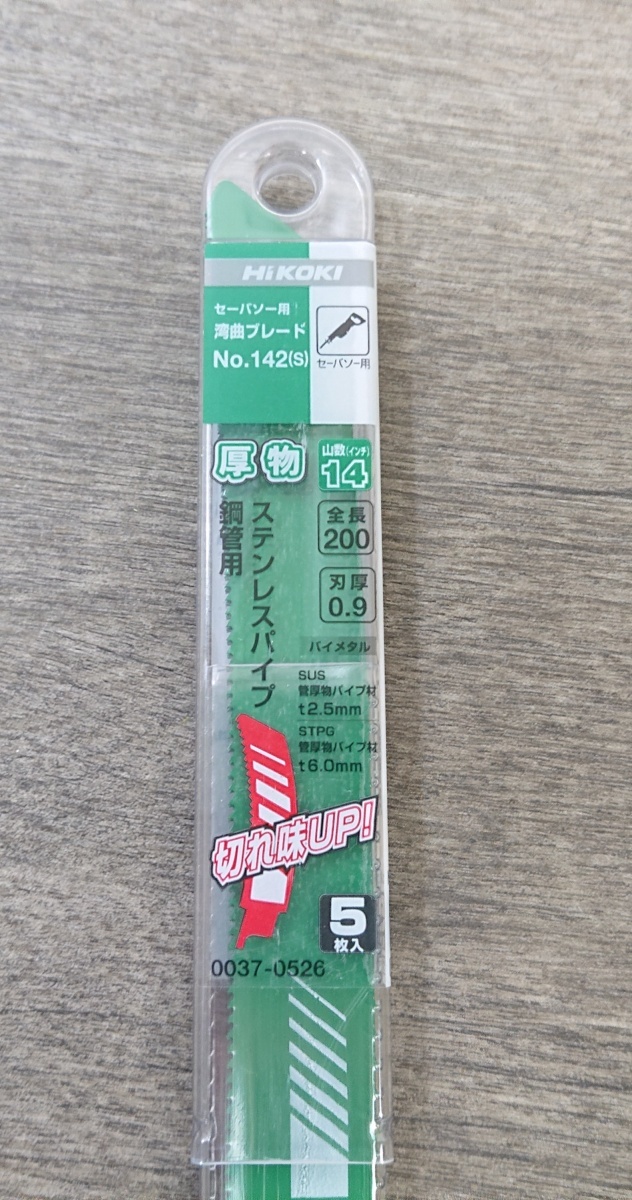 HiKOKI
セーバソー用
湾曲ブレード
No.142(S)
セーバソー用
厚物
山数(インチ)
14
ステンレスパイプ
鋼管用
全長
200
刃厚
0.9
バイメタル
SUS
管厚物パイプ材
t2.5mm
STPG
管厚物パイプ材
t6.0mm
切れ味UP!
5
枚入
0037-0526